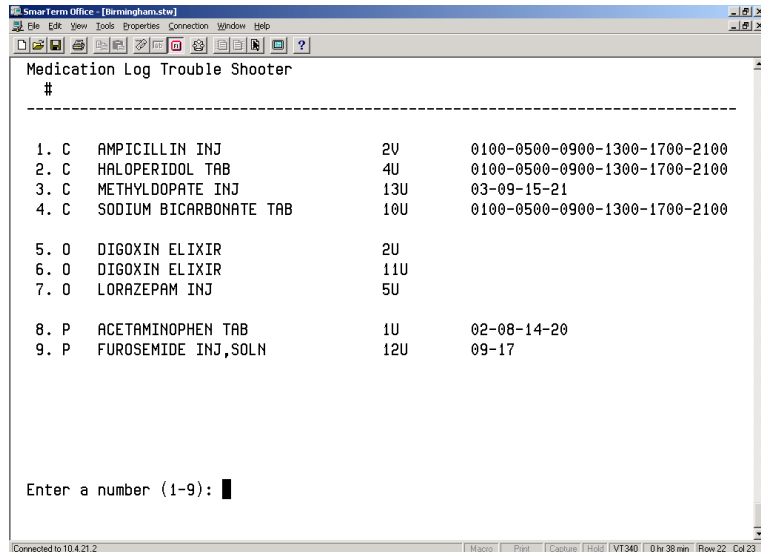 SmarTerm Office - [Birmingham.stw]
File Edit View Tools Properties Connection Window Help
Medication Log Trouble Shooter
#
--------------------------------------------------------------------------------
1. C AMPICILLIN INJ 2V 0100-0500-0900-1300-1700-2100
2. C HALOPERIDOL TAB 4U 0100-0500-0900-1300-1700-2100
3. C METHYLDOPATE INJ 13U 03-09-15-21
4. C SODIUM BICARBONATE TAB 10U 0100-0500-0900-1300-1700-2100
5. O DIGOXIN ELIXIR 2U
6. O DIGOXIN ELIXIR 11U
7. O LORAZEPAM INJ 5U
8. P ACETAMINOPHEN TAB 1U 02-08-14-20
9. P FUROSEMIDE INJ,SOLN 12U 09-17
Enter a number (1-9):
Connected to 10.4.21.2 Macro Print Capture Hold VT340 0 hr 38 min Row 22 Col 23